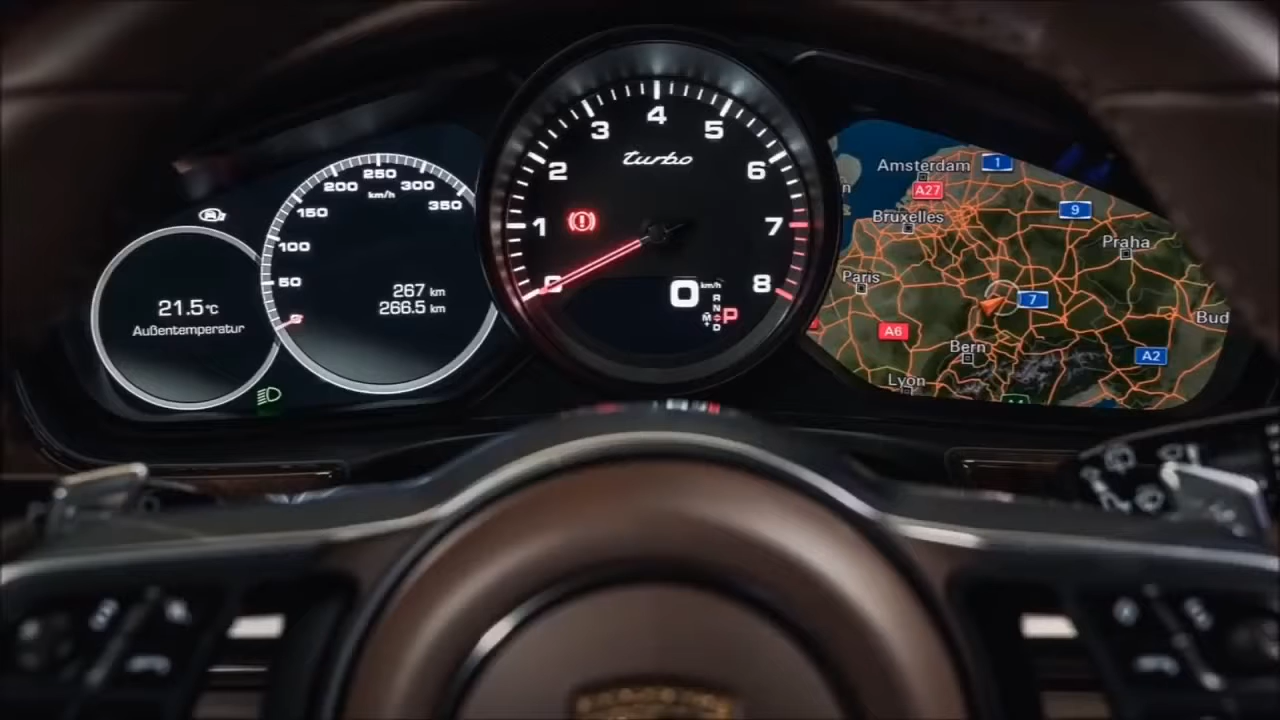 21.5°C
Außentemperatur
0
50
100
150
200
250
300
350
km/h
267 km
266.5 km
0
1
2
3
4
5
6
7
8
turbo
0 km/h
R
N
D
M
+
P
Amsterdam
1
A27
9
Bruxelles
Praha
Paris
7
A6
Bern
Bud
A2
Lyon